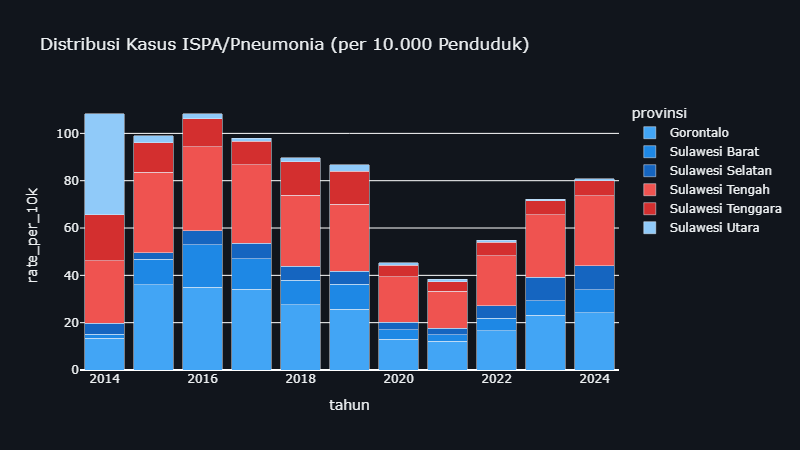 Distribusi Kasus ISPA/Pneumonia (per 10.000 Penduduk)
provinsi
Gorontalo
Sulawesi Barat
Sulawesi Selatan
Sulawesi Tengah
Sulawesi Tenggara
Sulawesi Utara
rate_per_10k
100
80
60
40
20
0
2014
2016
2018
2020
2022
2024
tahun